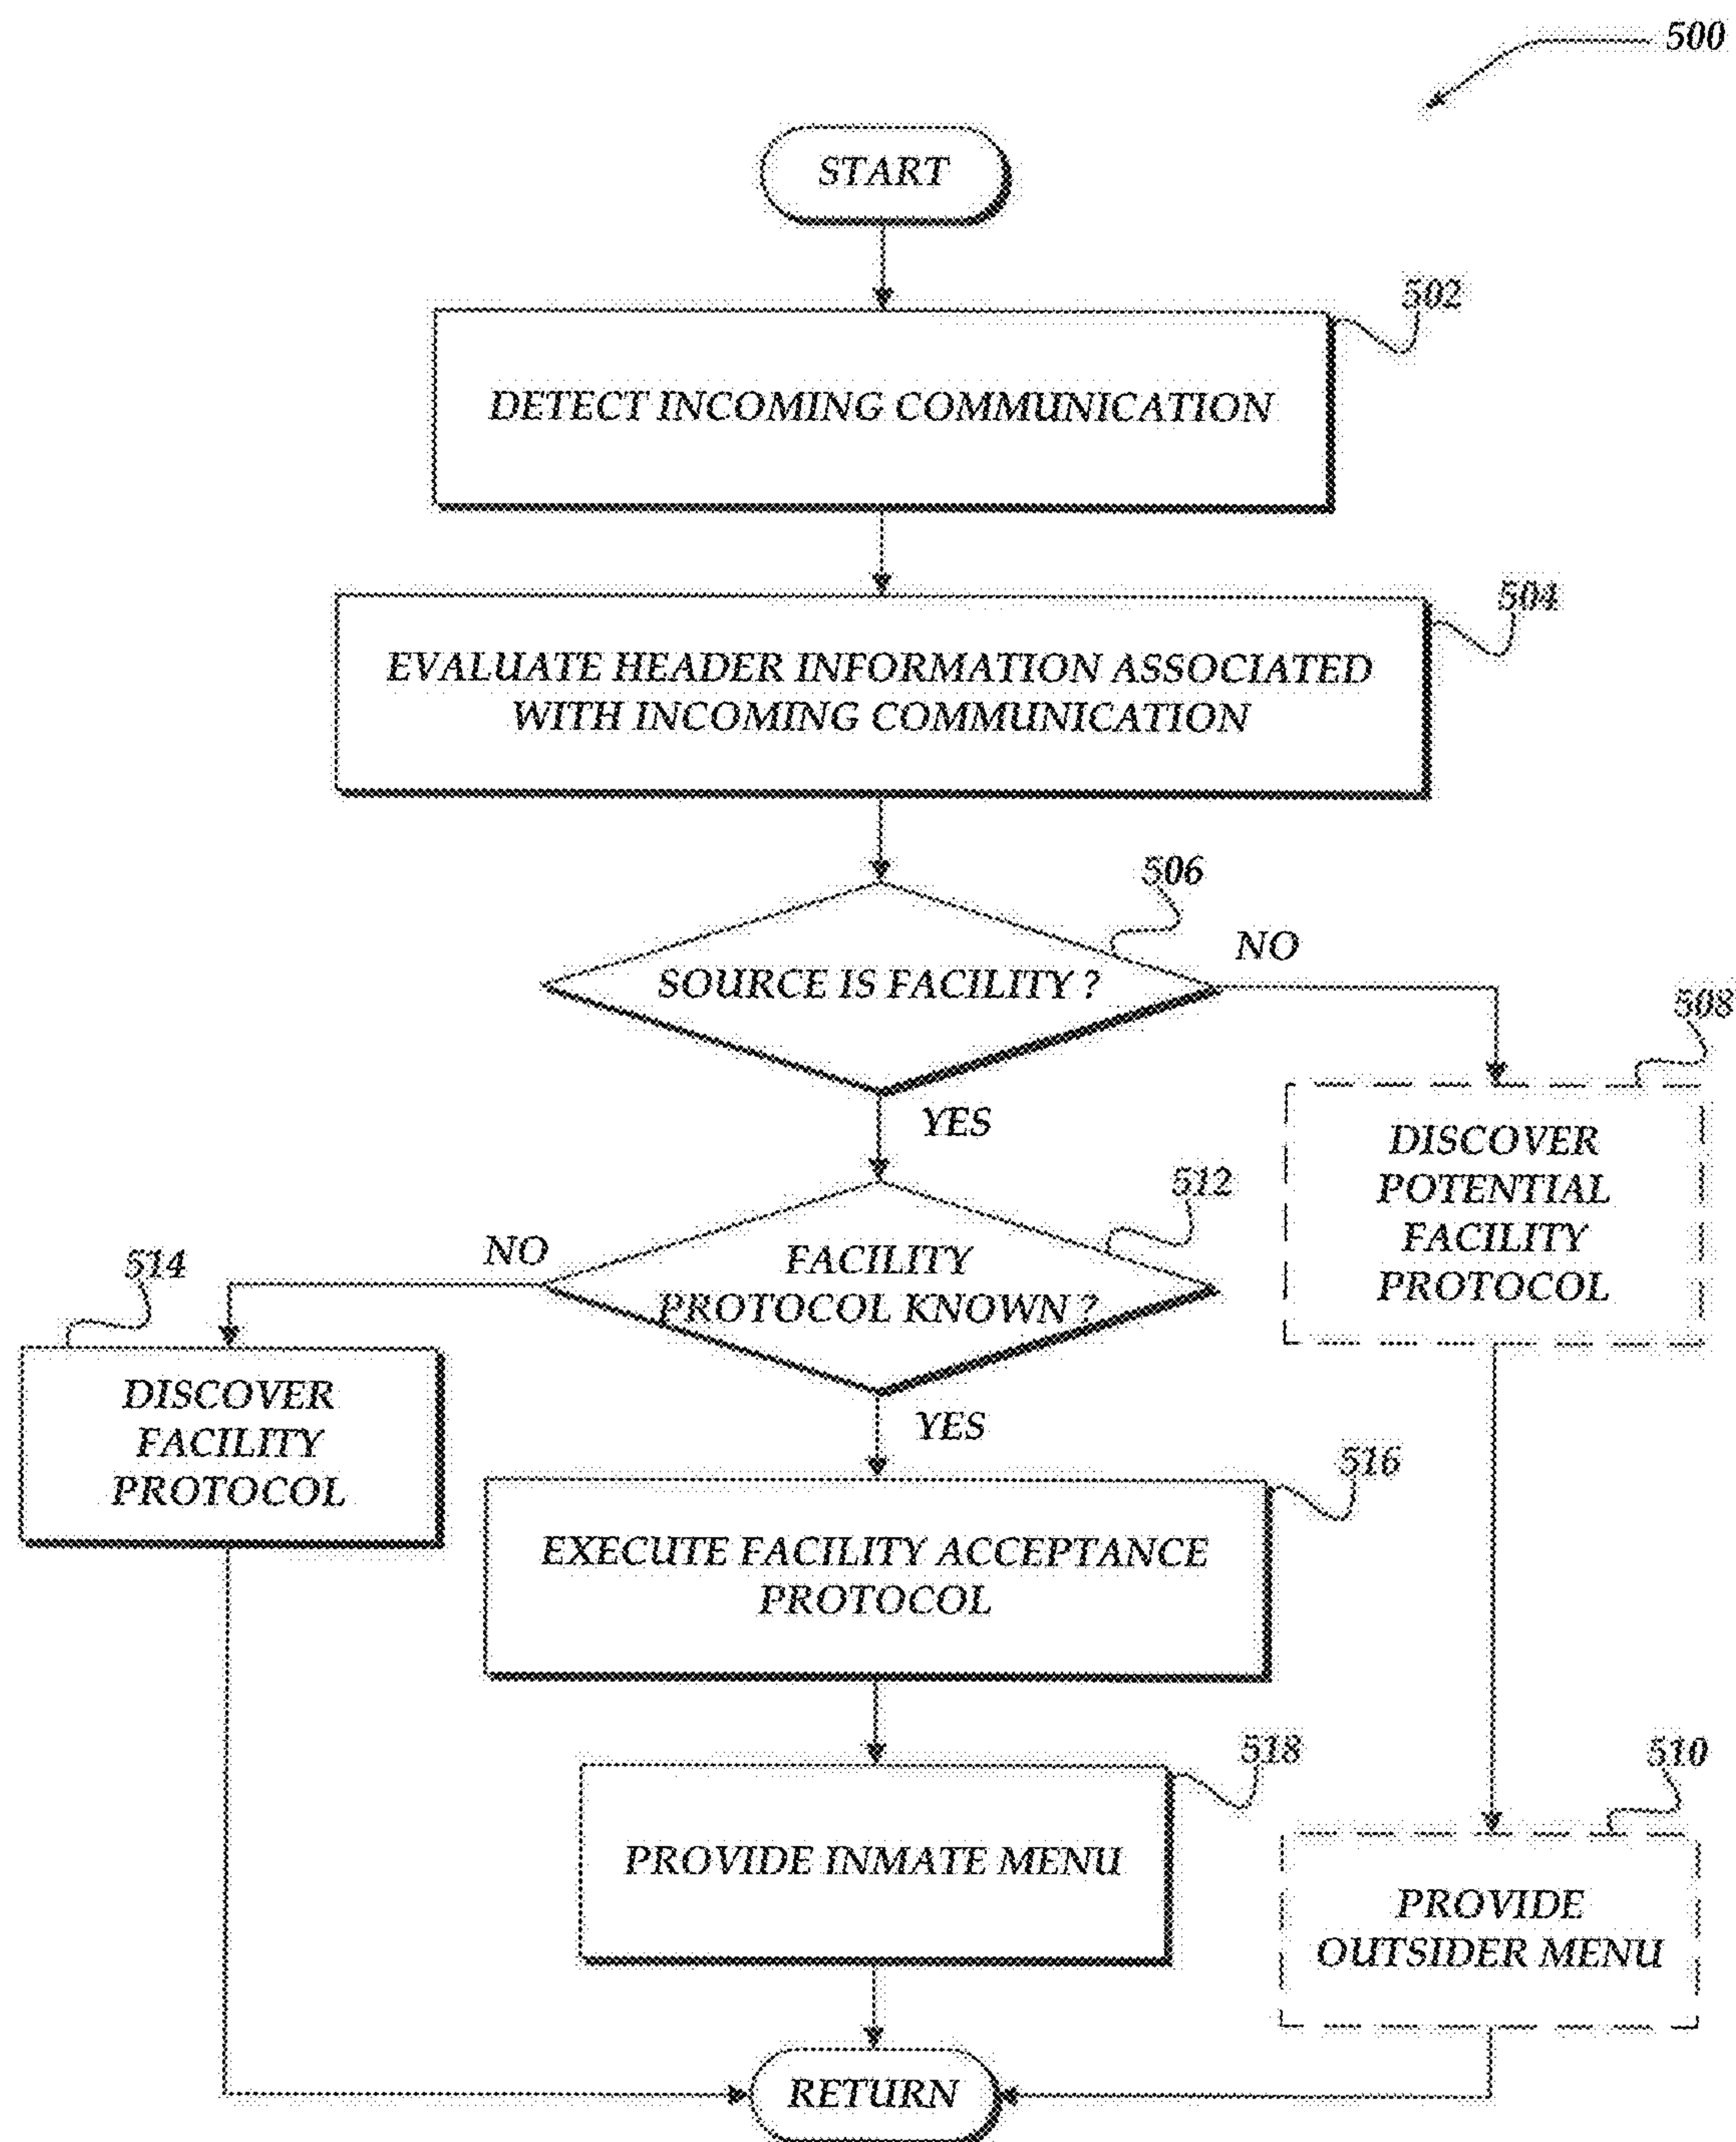 500
START
502
DETECT INCOMING COMMUNICATION
504
EVALUATE HEADER INFORMATION ASSOCIATED
WITH INCOMING COMMUNICATION
506
NO
SOURCE IS FACILITY ?
508
YES
DISCOVER
POTENTIAL
FACILITY
PROTOCOL
512
NO
FACILITY
PROTOCOL KNOWN ?
514
DISCOVER
FACILITY
PROTOCOL
YES
516
EXECUTE FACILITY ACCEPTANCE
PROTOCOL
518
510
PROVIDE INMATE MENU
PROVIDE
OUTSIDER MENU
RETURN